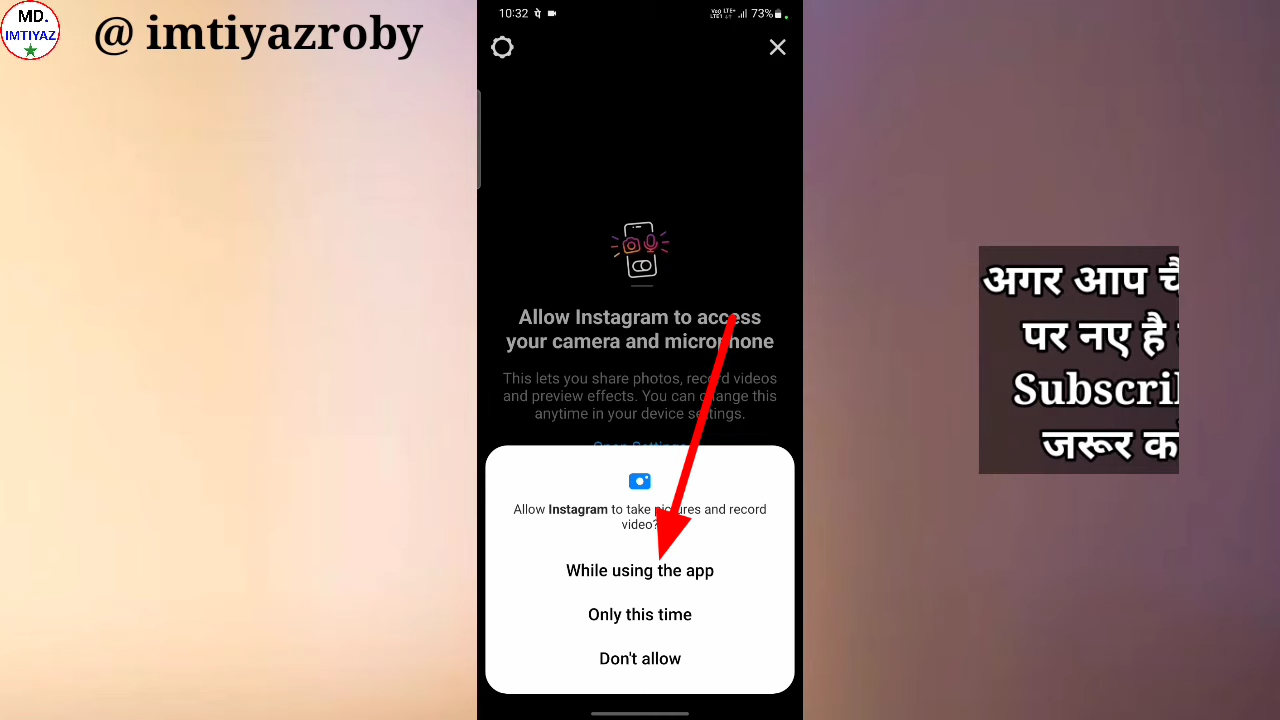 MD.
IMTIYAZ
@ imtiyazroby
10:32
73%
Allow Instagram to access
your camera and microphone
This lets you share photos, record videos
and preview effects. You can change this
anytime in your device settings.
Open Settings
Allow Instagram to take pictures and record
video?
While using the app
Only this time
Don't allow
अगर आप
पर नए है
जरूर